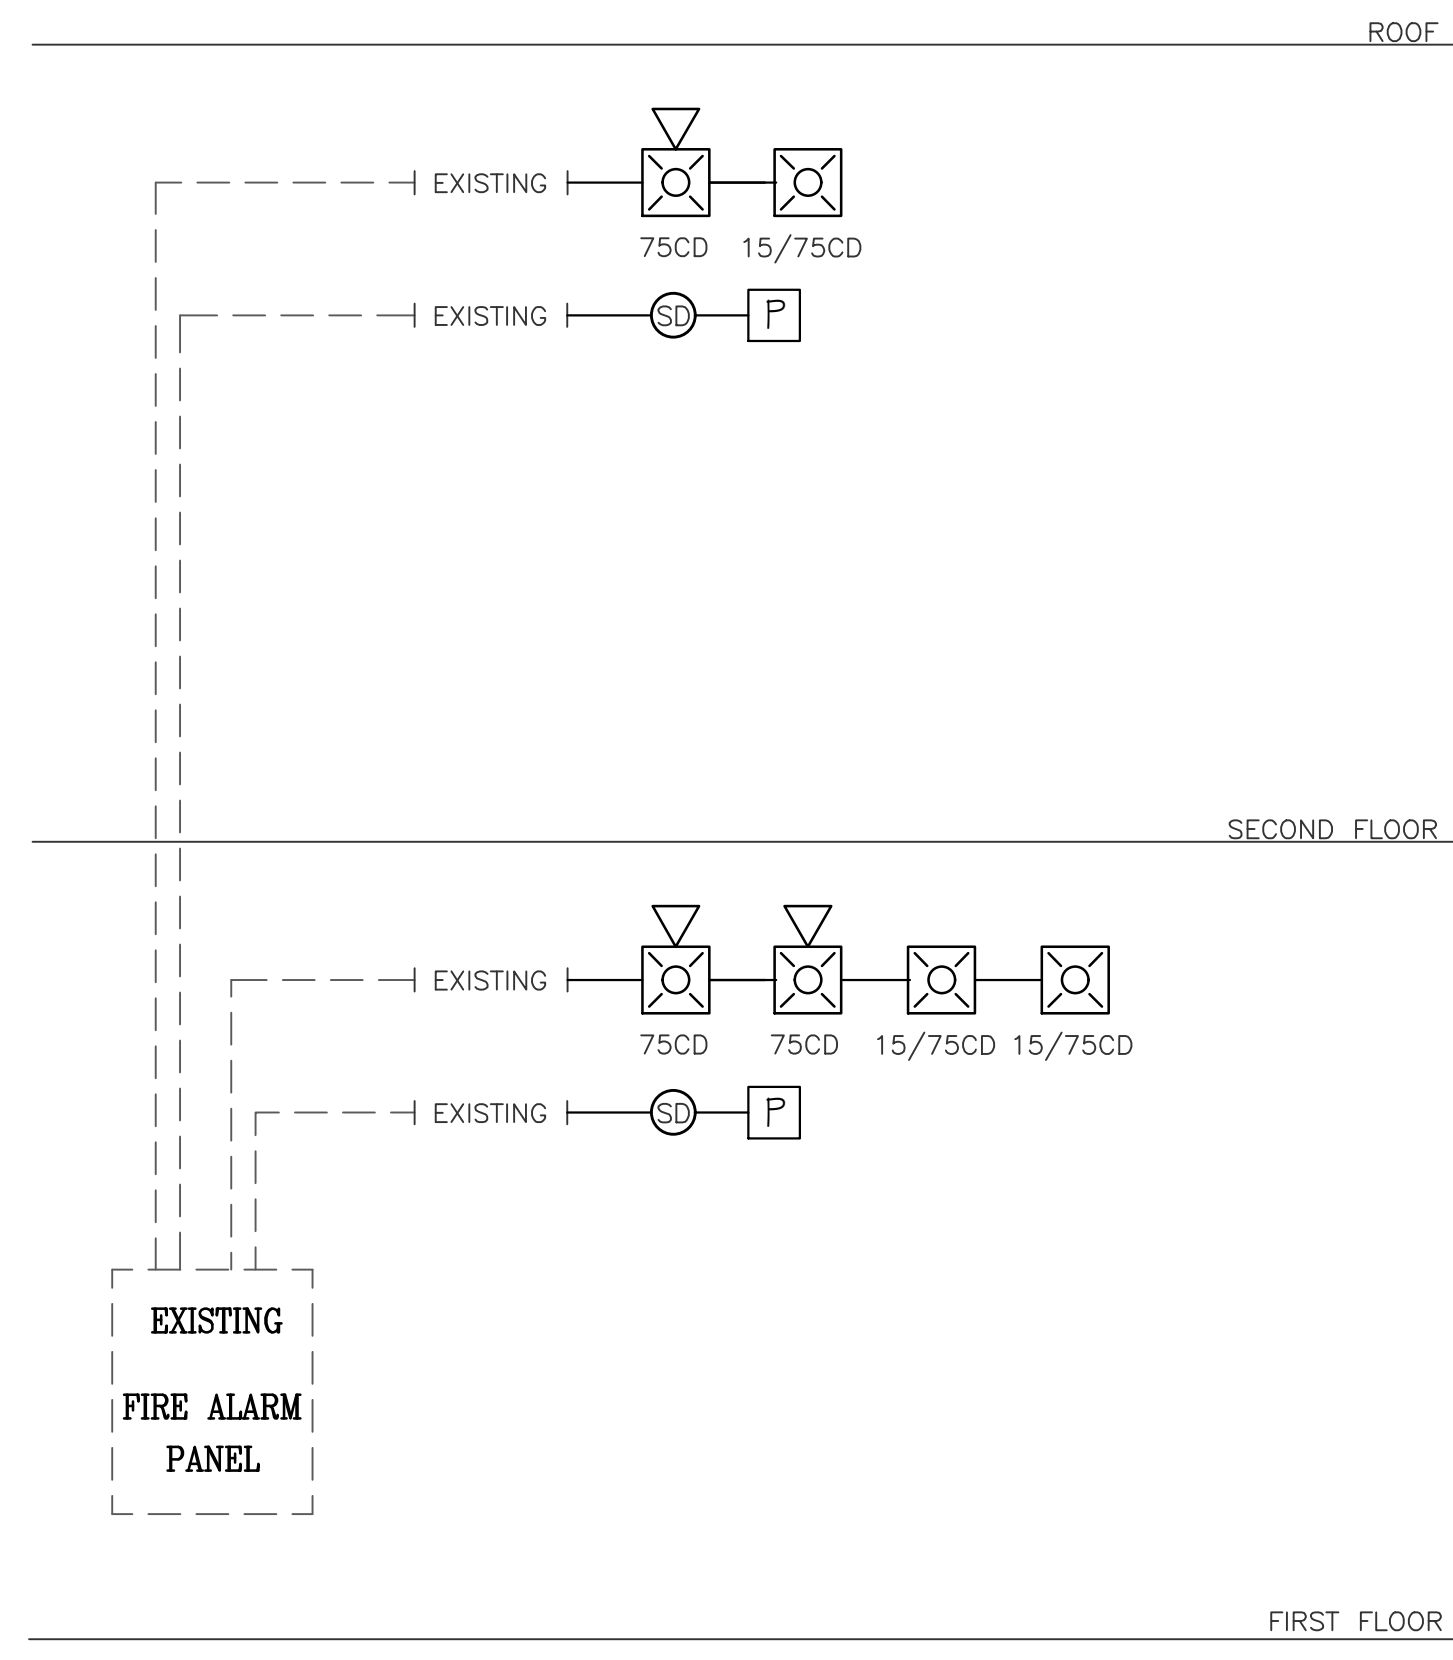 ROOF
EXISTING
75CD 15/75CD
EXISTING SD P
SECOND FLOOR
EXISTING
75CD 75CD 15/75CD 15/75CD
EXISTING SD P
EXISTING
FIRE ALARM
PANEL
FIRST FLOOR